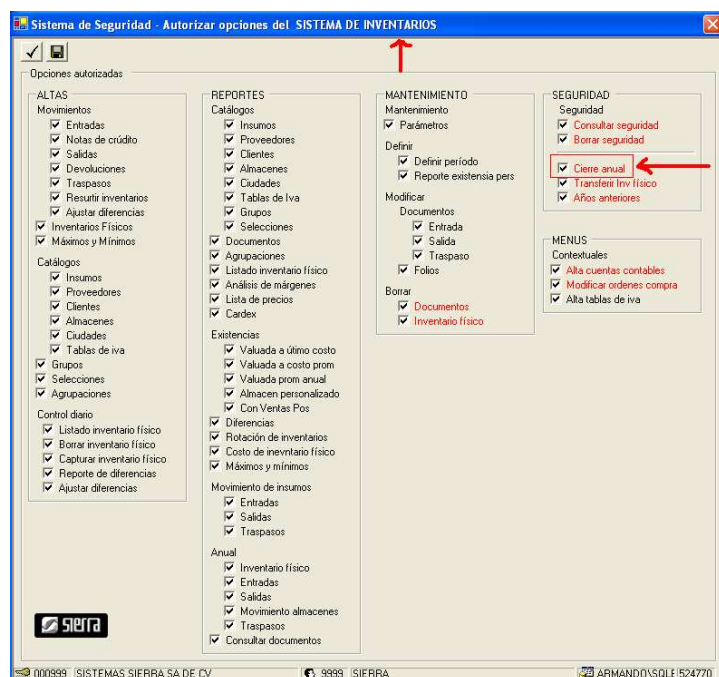 Sistema de Seguridad - Autorizar opciones del SISTEMA DE INVENTARIOS
Opciones autorizadas
ALTAS
Movimientos
Entradas
Notas de crúdito
Salidas
Devoluciones
Traspasos
Resurtir inventarios
Ajustar diferencias
Inventarios Físicos
Máximos y Mínimos
Catálogos
Insumos
Proveedores
Clientes
Almacenes
Ciudades
Tablas de iva
Grupos
Selecciones
Agrupaciones
Control diario
Listado inventario físico
Borrar inventario físico
Capturar inventario físico
Reporte de diferencias
Ajustar diferencias
sierra
REPORTES
Catálogos
Insumos
Proveedores
Clientes
Almacenes
Ciudades
Tablas de Iva
Grupos
Selecciones
Documentos
Agrupaciones
Listado inventario físico
Análisis de márgenes
Lista de precios
Cardex
Existencias
Valuada a útimo costo
Valuada a costo prom
Valuada prom anual
Almacen personalizado
Con Ventas Pos
Diferencias
Rotación de inventarios
Costo de inevntario físico
Máximos y mínimos
Movimiento de insumos
Entradas
Salidas
Traspasos
Anual
Inventario físico
Entradas
Salidas
Movimiento almacenes
Traspasos
Consultar documentos
MANTENIMIENTO
Mantenimiento
Parámetros
Definir
Definir período
Reporte existensia pers
Modificar
Documentos
Entrada
Salida
Traspaso
Folios
Borrar
Documentos
Inventario físico
SEGURIDAD
Seguridad
Consultar seguridad
Borrar seguridad
Cierre anual
Transferir Inv físico
Años anteriores
MENUS
Contextuales
Alta cuentas contables
Modificar ordenes compra
Alta tablas de iva
000999 SISTEMAS SIERRA SA DE CV 9999 SIERRA ARMANDO\SQLE 524770